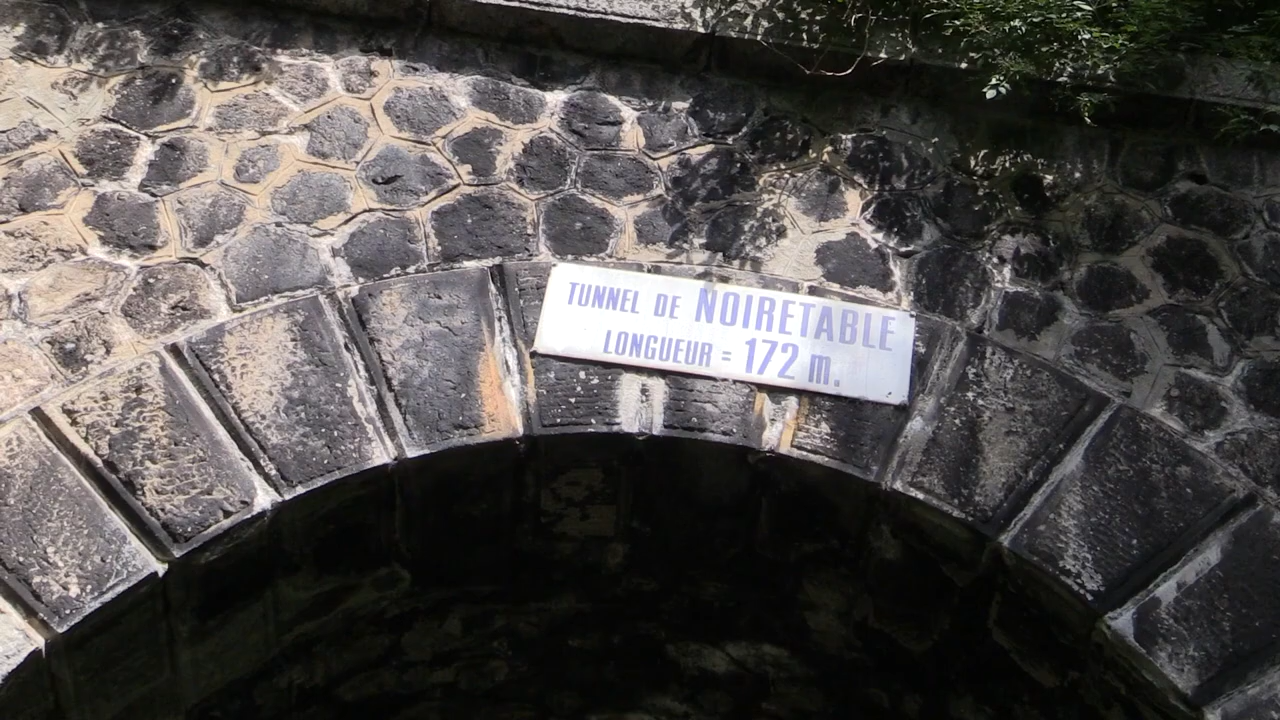 TUNNEL DE NOIRETABLE
LONGUEUR = 172 m.